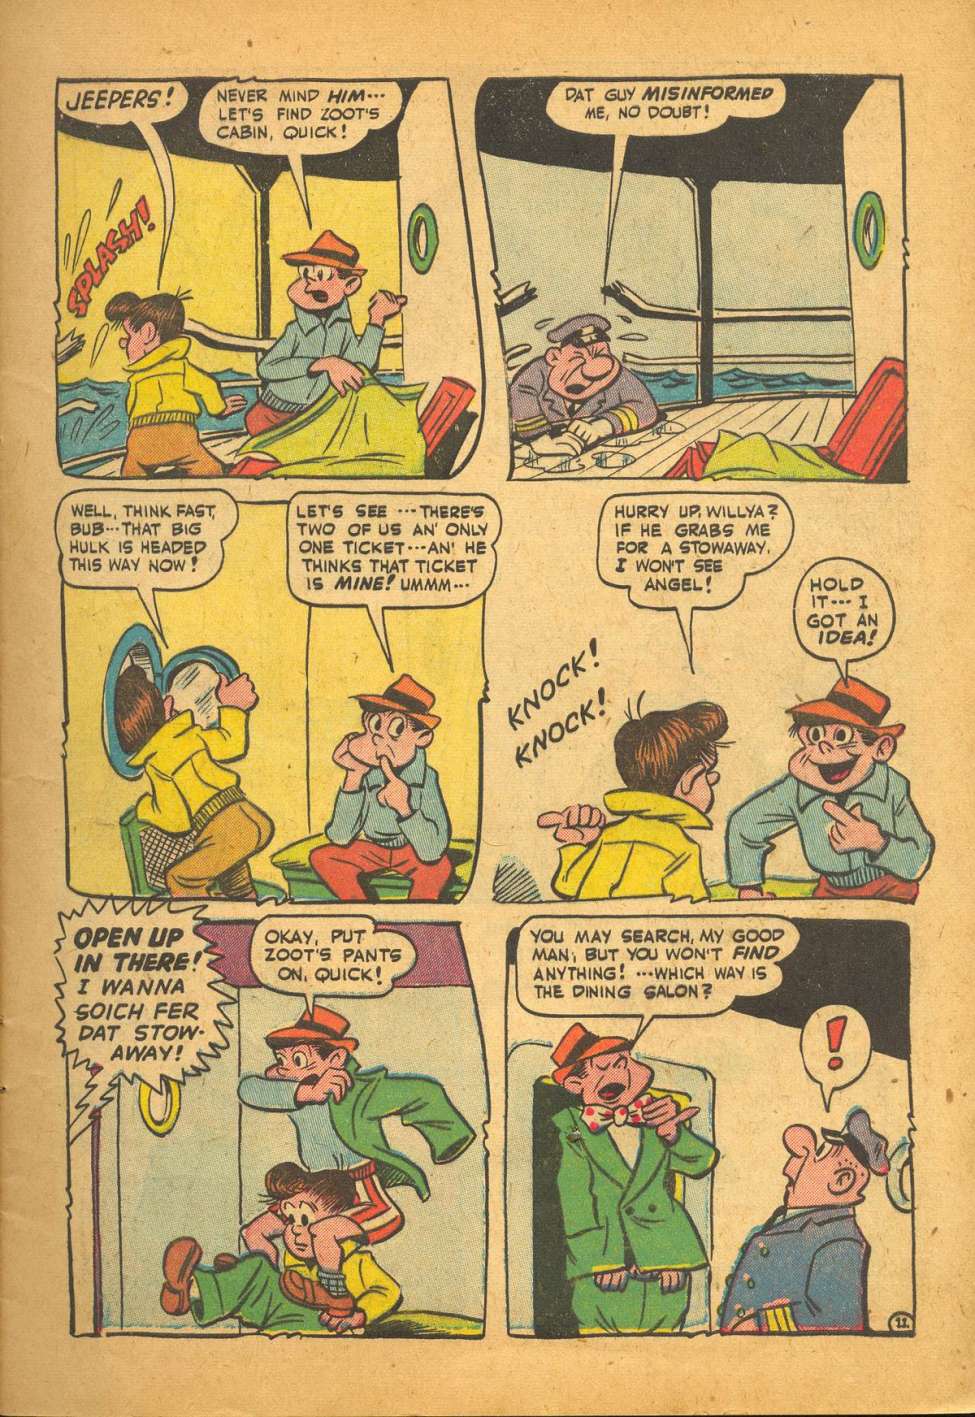 JEEPERS!
NEVER MIND HIM---
LET'S FIND ZOOT'S
CABIN, QUICK!
SPLASH!
DAT GUY MISINFORMED
ME, NO DOUBT!
WELL, THINK FAST,
BUB---THAT BIG
HULK IS HEADED
THIS WAY NOW!
LET'S SEE ---THERE'S
TWO OF US AN' ONLY
ONE TICKET---AN' HE
THINKS THAT TICKET
IS MINE! UMMM---
HURRY UP, WILLYA?
IF HE GRABS ME
FOR A STOWAWAY,
I WON'T SEE
ANGEL!
HOLD
IT--- I
GOT AN
IDEA!
KNOCK!
KNOCK!
OPEN UP
IN THERE!
I WANNA
SOICH FER
DAT STOW-
AWAY!
OKAY, PUT
ZOOT'S PANTS
ON, QUICK!
YOU MAY SEARCH, MY GOOD
MAN, BUT YOU WON'T FIND
ANYTHING! ---WHICH WAY IS
THE DINING SALON?
!
11.